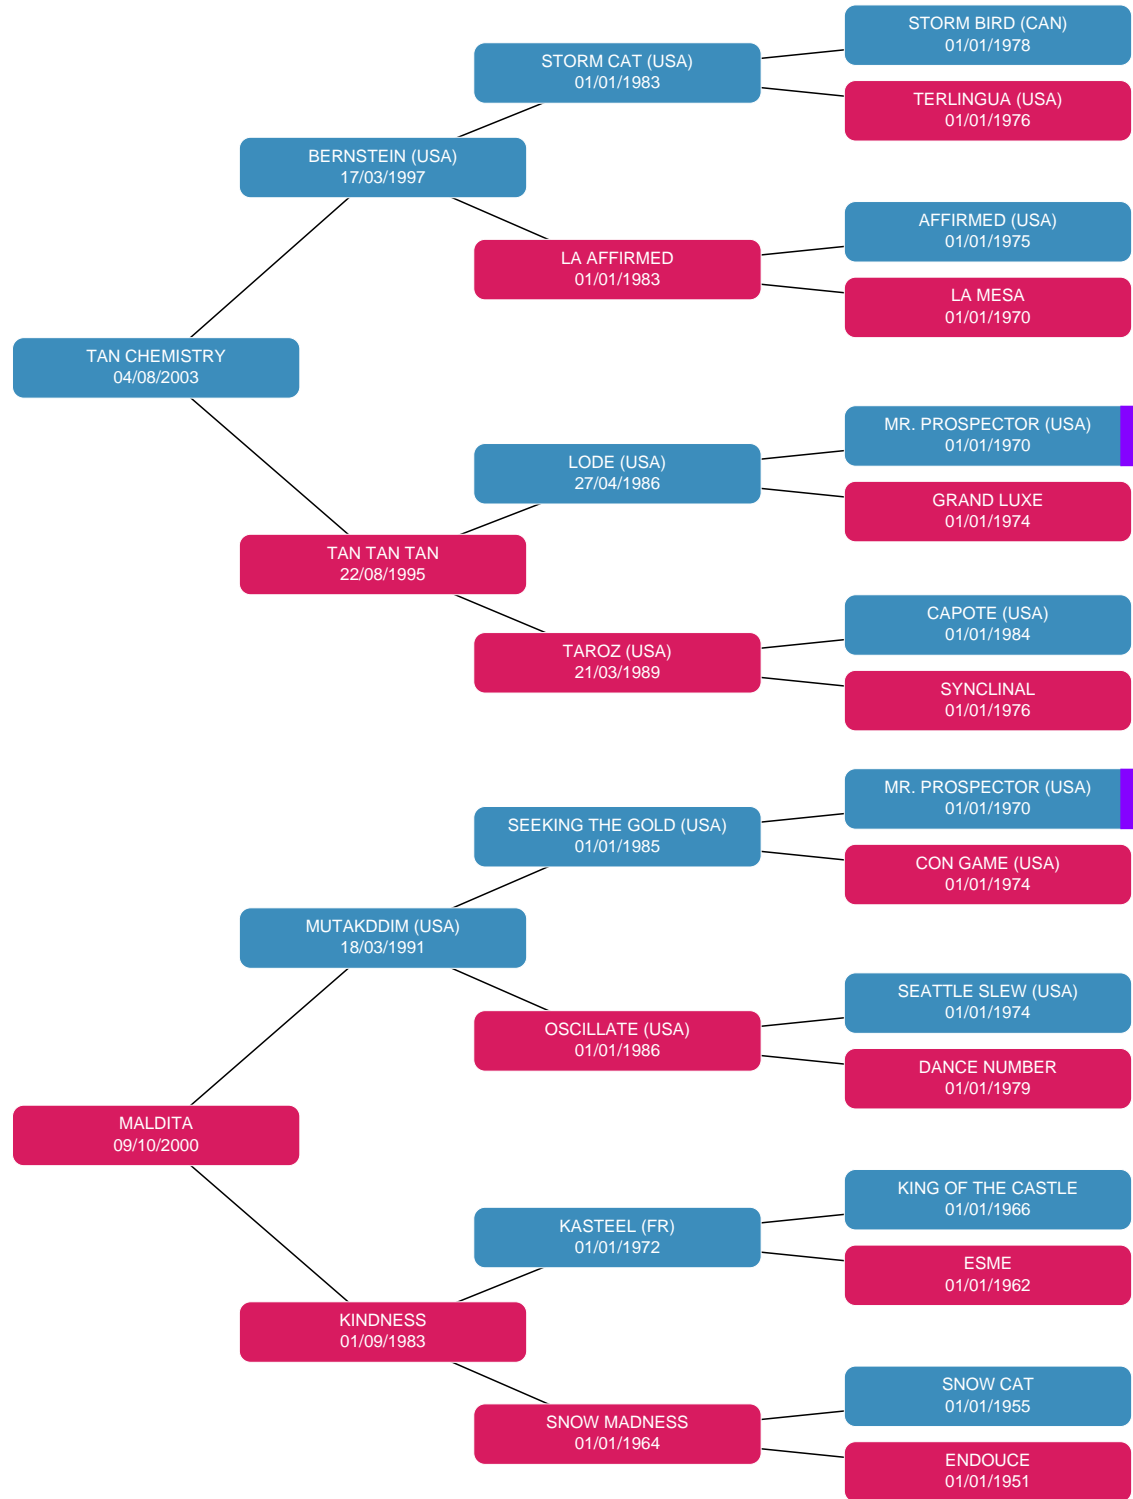 STORM BIRD (CAN)
01/01/1978
STORM CAT (USA)
01/01/1983
TERLINGUA (USA)
01/01/1976
BERNSTEIN (USA)
17/03/1997
AFFIRMED (USA)
01/01/1975
LA AFFIRMED
01/01/1983
LA MESA
01/01/1970
TAN CHEMISTRY
04/08/2003
MR. PROSPECTOR (USA)
01/01/1970
LODE (USA)
27/04/1986
GRAND LUXE
01/01/1974
TAN TAN TAN
22/08/1995
CAPOTE (USA)
01/01/1984
TAROZ (USA)
21/03/1989
SYNCLINAL
01/01/1976
MR. PROSPECTOR (USA)
01/01/1970
SEEKING THE GOLD (USA)
01/01/1985
CON GAME (USA)
01/01/1974
MUTAKDDIM (USA)
18/03/1991
SEATTLE SLEW (USA)
01/01/1974
OSCILLATE (USA)
01/01/1986
DANCE NUMBER
01/01/1979
MALDITA
09/10/2000
KING OF THE CASTLE
01/01/1966
KASTEEL (FR)
01/01/1972
ESME
01/01/1962
KINDNESS
01/09/1983
SNOW CAT
01/01/1955
SNOW MADNESS
01/01/1964
ENDOUCE
01/01/1951